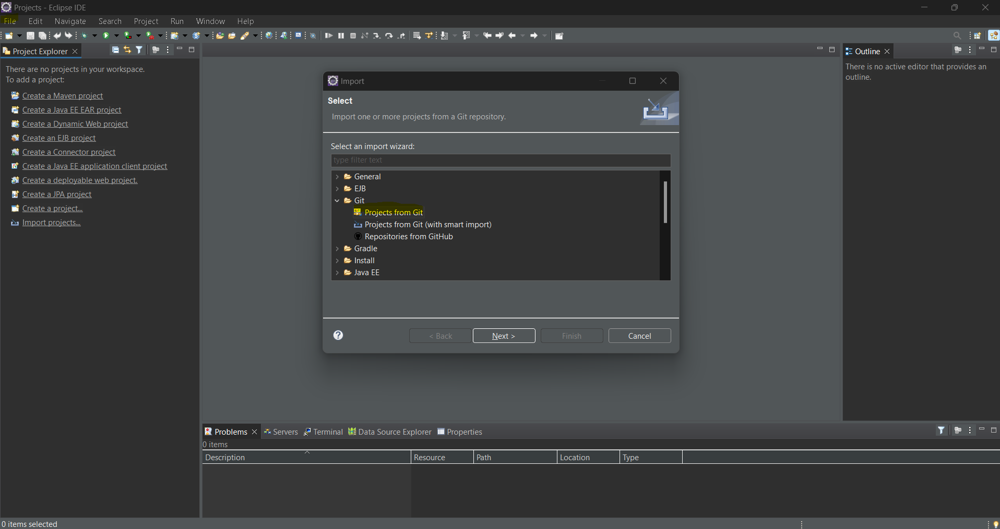 Projects - Eclipse IDE
File Edit Navigate Search Project Run Window Help
Project Explorer
There are no projects in your workspace.
To add a project:
Create a Maven project
Create a Java EE EAR project
Create a Dynamic Web project
Create an EJB project
Create a Connector project
Create a Java EE application client project
Create a deployable web project.
Create a JPA project
Create a project...
Import projects...
Import
Select
Import one or more projects from a Git repository.
Select an import wizard:
type filter text
General
EJB
Git
Projects from Git
Projects from Git (with smart import)
Repositories from GitHub
Gradle
Install
Java EE
< Back Next > Finish Cancel
Outline
There is no active editor that provides an
outline.
Problems Servers Terminal Data Source Explorer Properties
0 items
Description Resource Path Location Type
0 items selected